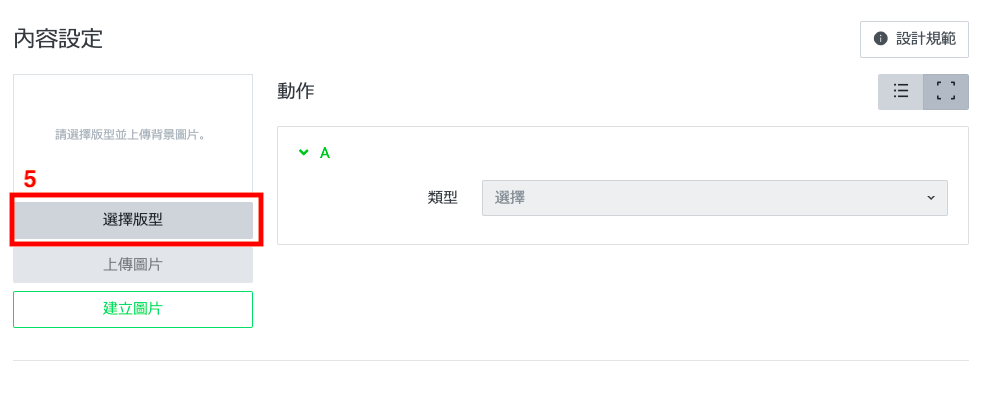 內容設定
設計規範
請選擇版型並上傳背景圖片。
5
選擇版型
上傳圖片
建立圖片
動作
A
類型
選擇